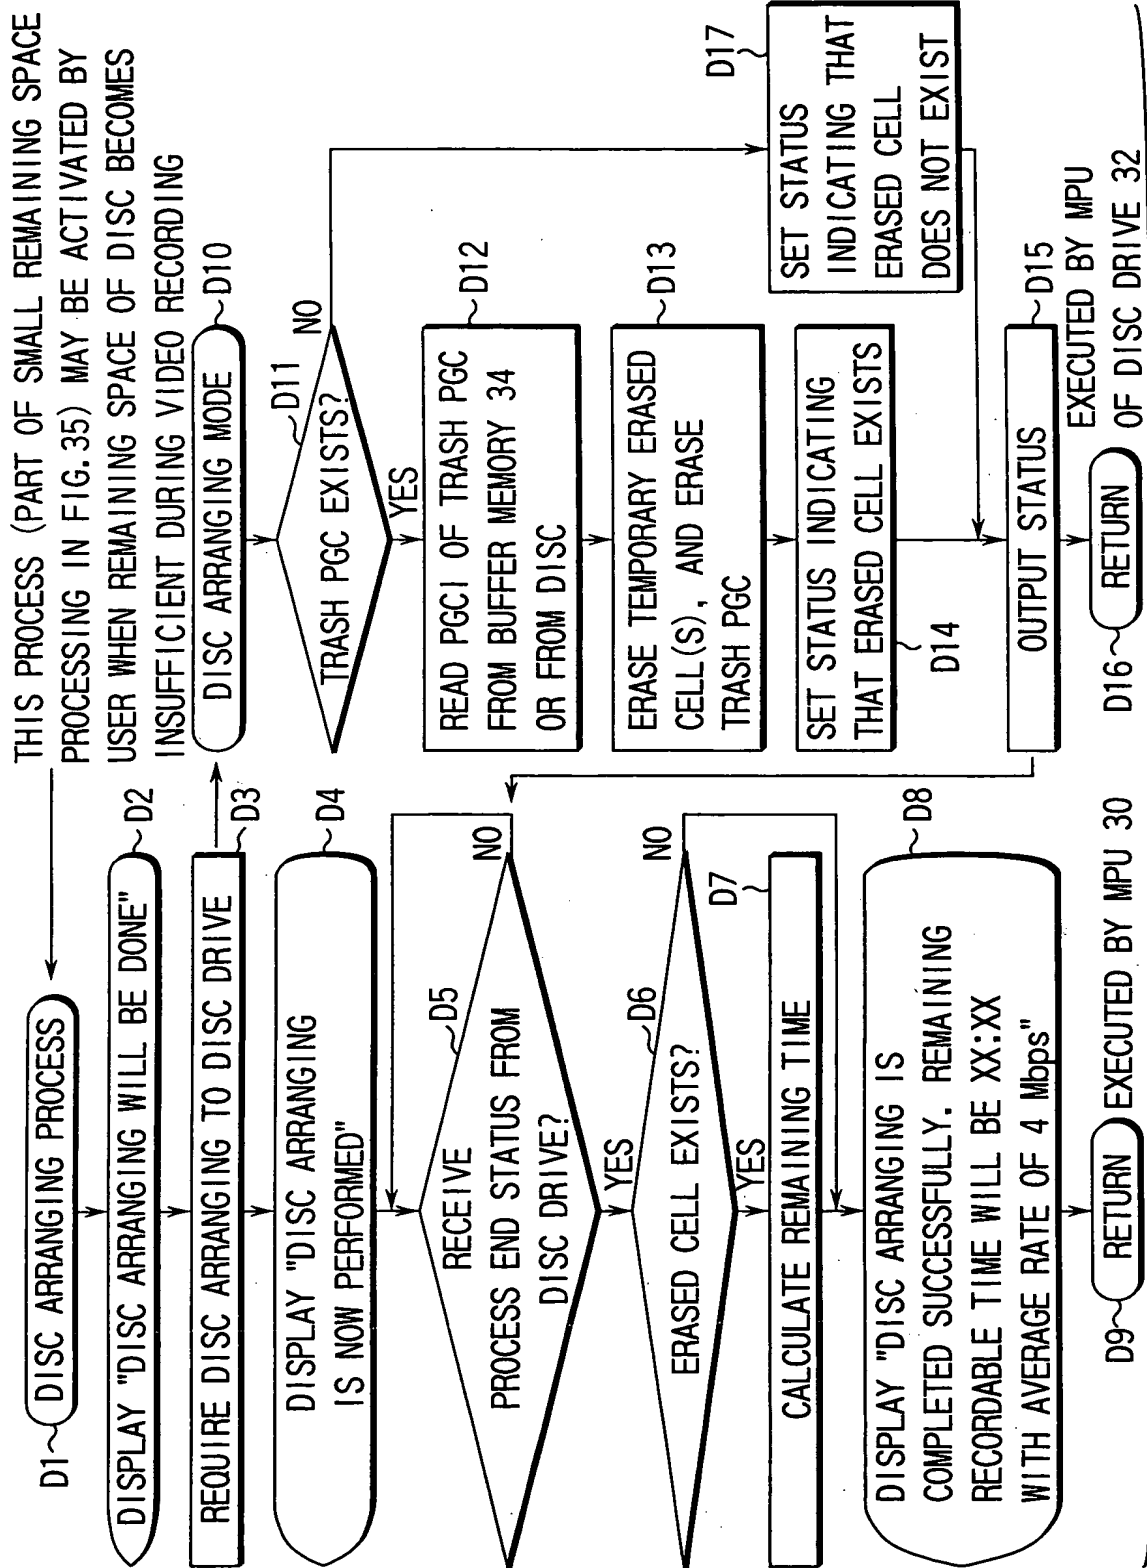 THIS PROCESS (PART OF SMALL REMAINING SPACE
PROCESSING IN FIG.35) MAY BE ACTIVATED BY
USER WHEN REMAINING SPACE OF DISC BECOMES
INSUFFICIENT DURING VIDEO RECORDING
D1
DISC ARRANGING PROCESS
DISPLAY "DISC ARRANGING WILL BE DONE"
D2
REQUIRE DISC ARRANGING TO DISC DRIVE
D3
DISPLAY "DISC ARRANGING
IS NOW PERFORMED"
D4
D5
RECEIVE
PROCESS END STATUS FROM
DISC DRIVE?
NO
YES
D6
ERASED CELL EXISTS?
NO
YES
D7
CALCULATE REMAINING TIME
D8
DISPLAY "DISC ARRANGING IS
COMPLETED SUCCESSFULLY. REMAINING
RECORDABLE TIME WILL BE XX:XX
WITH AVERAGE RATE OF 4 Mbps"
D9
RETURN
EXECUTED BY MPU 30
DISC ARRANGING MODE
D10
D11
TRASH PGC EXISTS?
NO
YES
D12
READ PGCI OF TRASH PGC
FROM BUFFER MEMORY 34
OR FROM DISC
D13
ERASE TEMPORARY ERASED
CELL(S), AND ERASE
TRASH PGC
SET STATUS INDICATING
THAT ERASED CELL EXISTS
D14
D17
SET STATUS
INDICATING THAT
ERASED CELL
DOES NOT EXIST
OUTPUT STATUS
D15
D16
RETURN
EXECUTED BY MPU
OF DISC DRIVE 32